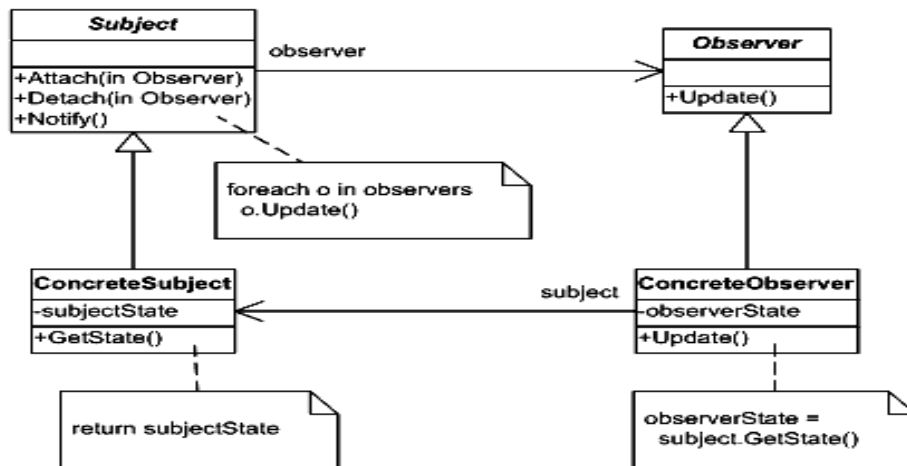 Subject
+Attach(in Observer)
+Detach(in Observer)
+Notify()
observer
Observer
+Update()
foreach o in observers
o.Update()
ConcreteSubject
-subjectState
+GetState()
subject
ConcreteObserver
-observerState
+Update()
return subjectState
observerState =
subject.GetState()